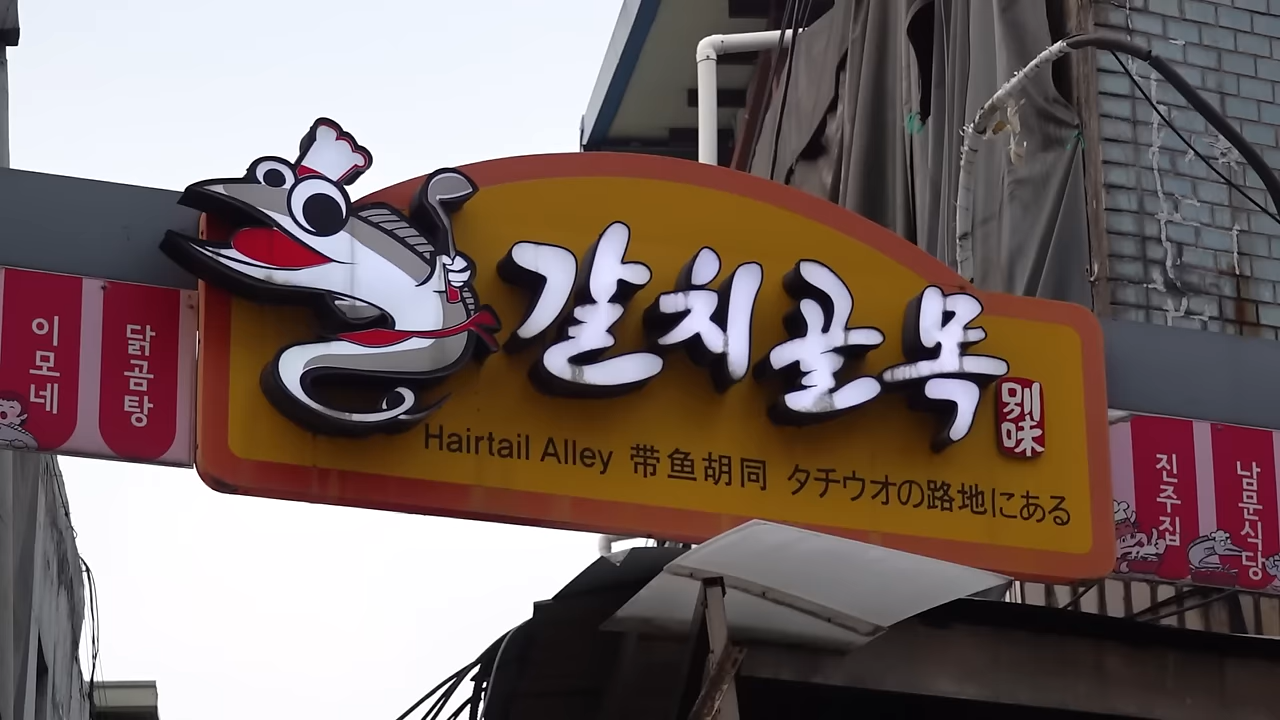 이모네
닭곰탕
갈치골목
別味
Hairtail Alley 带鱼胡同 タチウオの路地にある
진주집
남문식당